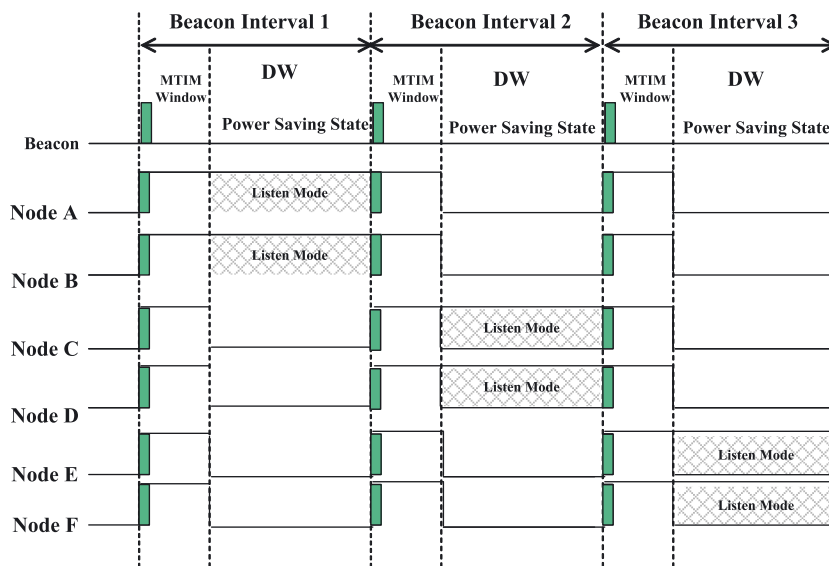 Beacon Interval 1 Beacon Interval 2 Beacon Interval 3
MTIM Window DW MTIM Window DW MTIM Window DW
Power Saving State Power Saving State Power Saving State
Beacon
Node A Listen Mode
Node B Listen Mode
Node C Listen Mode
Node D Listen Mode
Node E Listen Mode
Node F Listen Mode